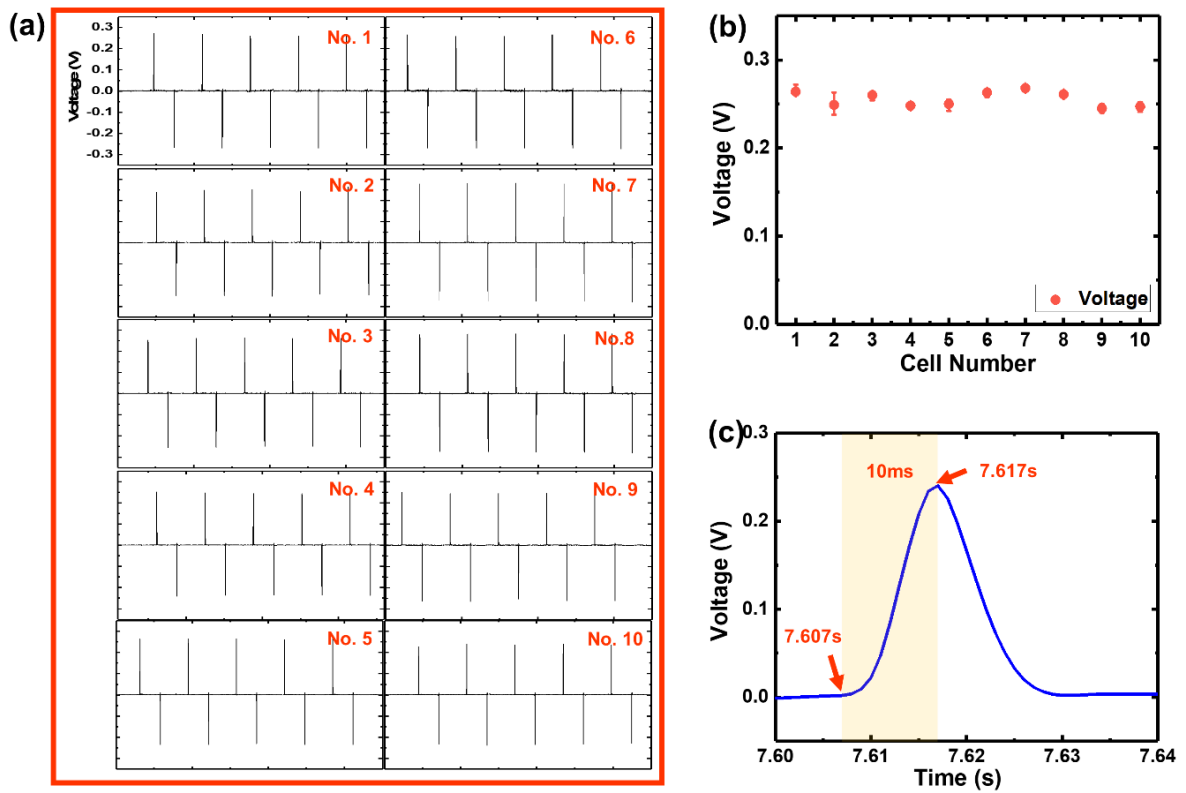 (a)
Voltage (V)
0.3
0.2
0.1
0.0
-0.1
-0.2
-0.3
No. 1
No. 6
No. 2
No. 7
No. 3
No.8
No. 4
No. 9
No. 5
No. 10
(b)
Voltage (V)
0.3
0.2
0.1
0.0
Voltage
1 2 3 4 5 6 7 8 9 10
Cell Number
(c)
Voltage (V)
0.3
0.2
0.1
0.0
10ms
7.617s
7.607s
7.60 7.61 7.62 7.63 7.64
Time (s)